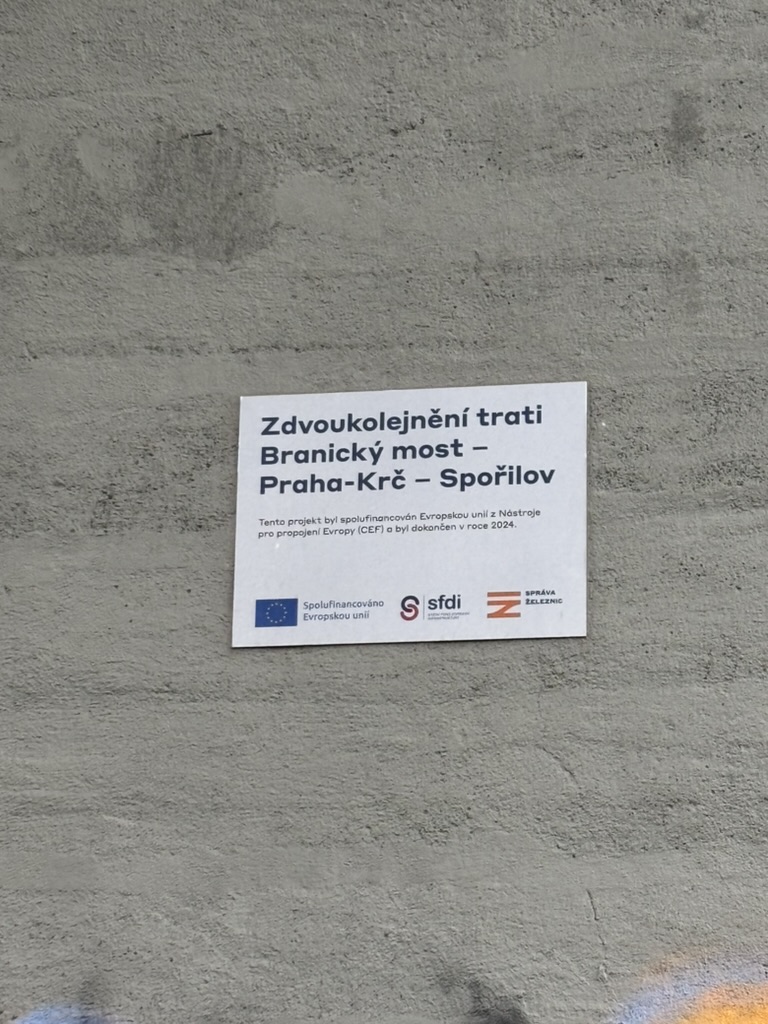 Zdvoukolejnění trati
Branický most –
Praha-Krč – Spořilov
Tento projekt byl spolufinancován Evropskou unií z Nástroje
pro propojení Evropy (CEF) a byl dokončen v roce 2024.
Spolufinancováno
Evropskou unií
sfdi
SPRÁVA
ŽELEZNIC